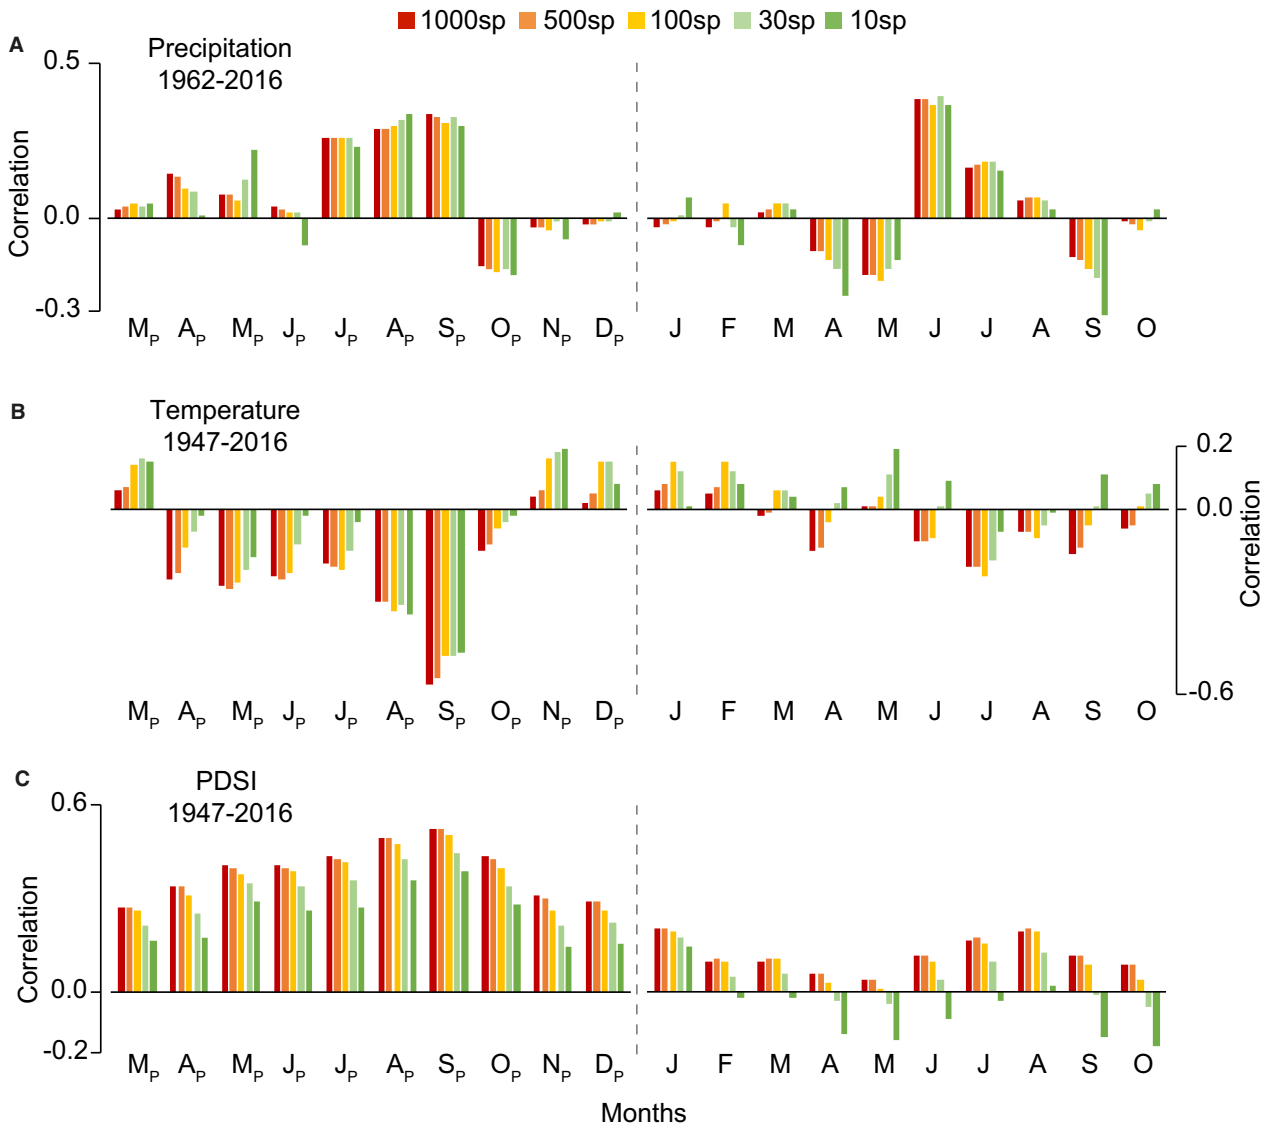 1000sp 500sp 100sp 30sp 10sp
A
Precipitation
1962-2016
0.5
0.0
-0.3
Correlation
MP AP MP JP JP AP SP OP NP DP J F M A M J J A S O
B
Temperature
1947-2016
0.2
0.0
-0.6
Correlation
MP AP MP JP JP AP SP OP NP DP J F M A M J J A S O
C
PDSI
1947-2016
0.6
0.0
-0.2
Correlation
MP AP MP JP JP AP SP OP NP DP J F M A M J J A S O
Months